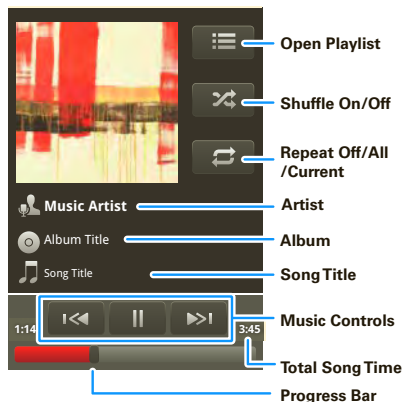 Open Playlist
Shuffle On/Off
Repeat Off/All
/Current
Music Artist
Artist
Album Title
Album
Song Title
Song Title
Music Controls
1:14
3:45
Total Song Time
Progress Bar